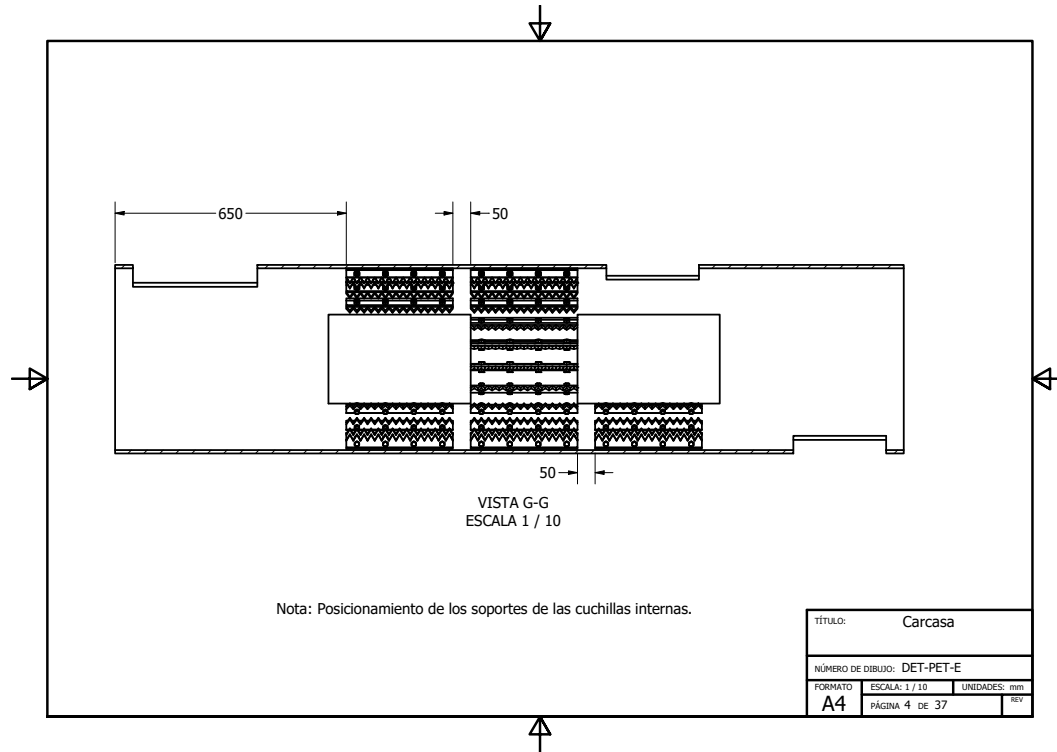 650
50
50
VISTA G-G
ESCALA 1 / 10
Nota: Posicionamiento de los soportes de las cuchillas internas.
TÍTULO: Carcasa
NÚMERO DE DIBUJO: DET-PET-E
FORMATO ESCALA: 1 / 10 UNIDADES: mm
A4 PÁGINA 4 DE 37 REV